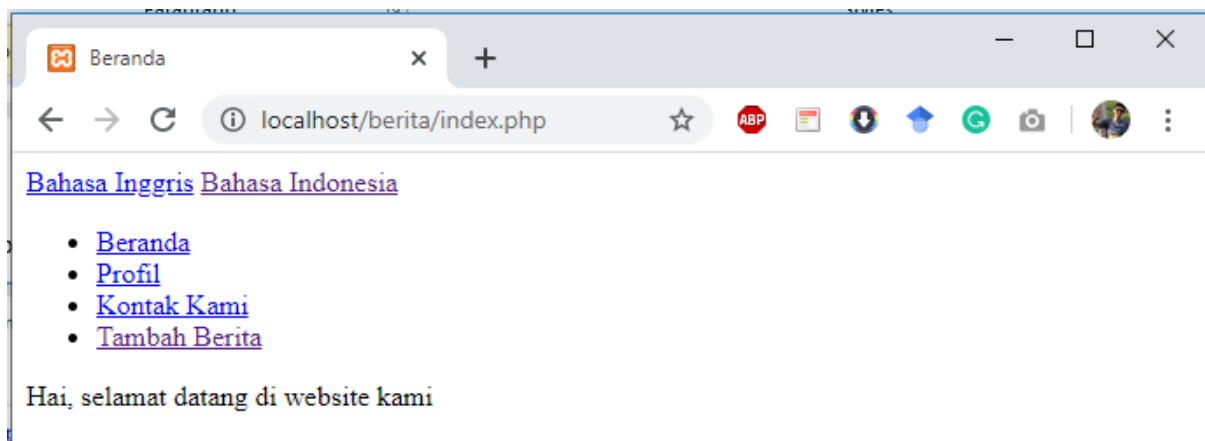 Beranda
localhost/berita/index.php
ABP
Bahasa Inggris Bahasa Indonesia
Beranda
Profil
Kontak Kami
Tambah Berita
Hai, selamat datang di website kami